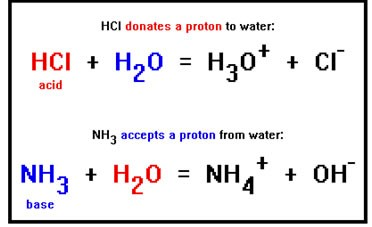 HCl donates a proton to water:
HCl + H₂O = H₃O⁺ + Cl⁻
acid
NH₃ accepts a proton from water:
NH₃ + H₂O = NH₄⁺ + OH⁻
base